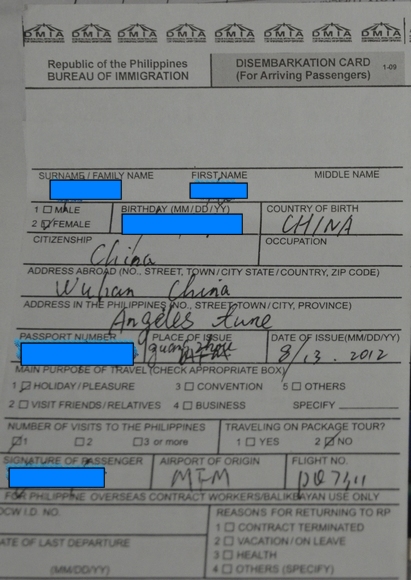 DMIA DMIA DMIA DMIA DMIA DMIA DMIA DMIA DMIA
Republic of the Philippines
BUREAU OF IMMIGRATION
DISEMBARKATION CARD
(For Arriving Passengers)
1-09
SURNAME / FAMILY NAME FIRST NAME MIDDLE NAME
1 MALE
2 FEMALE
BIRTHDAY (MM/DD/YY)
COUNTRY OF BIRTH
CHINA
CITIZENSHIP
China
OCCUPATION
ADDRESS ABROAD (NO., STREET, TOWN / CITY STATE / COUNTRY, ZIP CODE)
Wuhan China
ADDRESS IN THE PHILIPPINES (NO., STREET, TOWN / CITY, PROVINCE)
Angeles
PASSPORT NUMBER PLACE OF ISSUE DATE OF ISSUE (MM/DD/YY)
guang zhou
8/13.2012
MAIN PURPOSE OF TRAVEL (CHECK APPROPRIATE BOX)
1 HOLIDAY / PLEASURE 3 CONVENTION 5 OTHERS
2 VISIT FRIENDS / RELATIVES 4 BUSINESS SPECIFY
NUMBER OF VISITS TO THE PHILIPPINES
1 2 3 or more
TRAVELING ON PACKAGE TOUR?
1 YES 2 NO
SIGNATURE OF PASSENGER AIRPORT OF ORIGIN FLIGHT NO.
MFM
FOR PHILIPPINE OVERSEAS CONTRACT WORKERS/BALIKBAYAN USE ONLY
OCW I.D. NO.
DATE OF LAST DEPARTURE
(MM/DD/YY)
REASONS FOR RETURNING TO RP
1 CONTRACT TERMINATED
2 VACATION / ON LEAVE
3 HEALTH
4 OTHERS (SPECIFY)